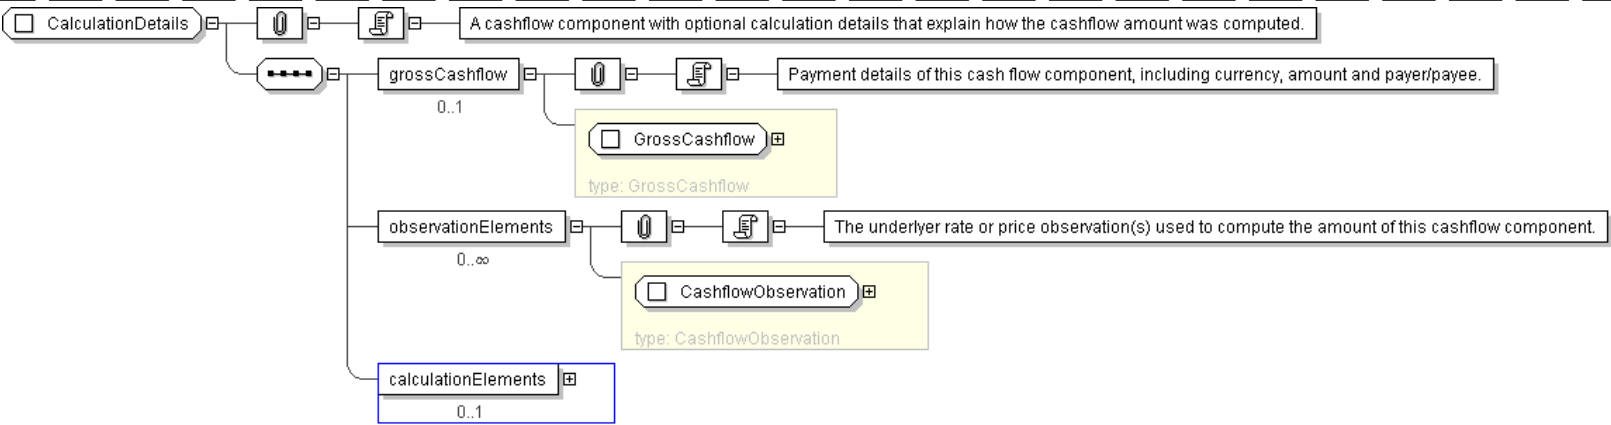 CalculationDetails
A cashflow component with optional calculation details that explain how the cashflow amount was computed.
grossCashflow
Payment details of this cash flow component, including currency, amount and payer/payee.
0..1
GrossCashflow
type: GrossCashflow
observationElements
The underlyer rate or price observation(s) used to compute the amount of this cashflow component.
0..∞
CashflowObservation
type: CashflowObservation
calculationElements
0..1